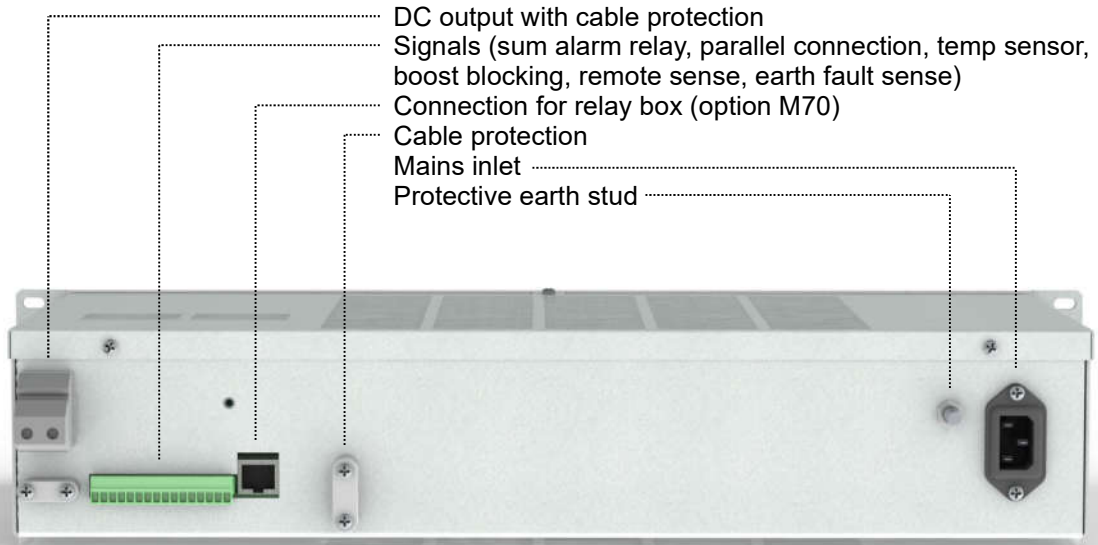 DC output with cable protection
Signals (sum alarm relay, parallel connection, temp sensor,
boost blocking, remote sense, earth fault sense)
Connection for relay box (option M70)
Cable protection
Mains inlet
Protective earth stud